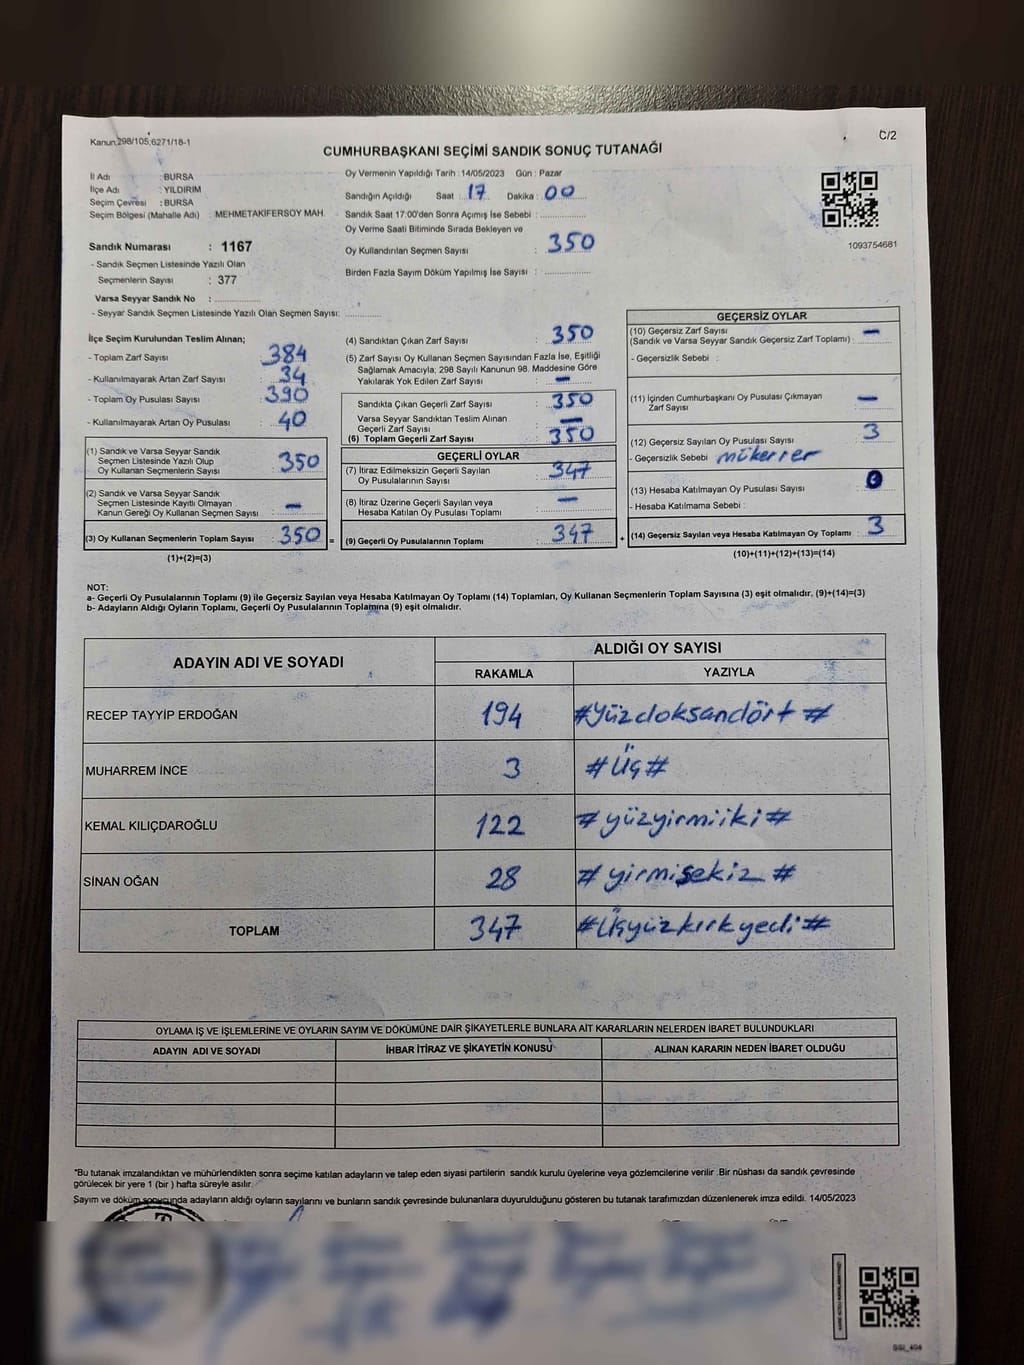 Kanun,298/105,6271/18-1
C/2
CUMHURBAŞKANI SEÇİMİ SANDIK SONUÇ TUTANAĞI
İl Adı : BURSA
İlçe Adı : YILDIRIM
Seçim Çevresi : BURSA
Seçim Bölgesi (Mahalle Adı) : MEHMETAKİFERSOY MAH.
Sandık Numarası : 1167
- Sandık Seçmen Listesinde Yazılı Olan
Seçmenlerin Sayısı : 377
Varsa Seyyar Sandık No :
- Seyyar Sandık Seçmen Listesinde Yazılı Olan Seçmen Sayısı:
Oy Vermenin Yapıldığı Tarih : 14/05/2023 Gün : Pazar
Sandığın Açıldığı Saat : 17 Dakika : 00
Sandık Saat 17:00'den Sonra Açımış İse Sebebi :
Oy Verme Saati Bitiminde Sırada Bekleyen ve
Oy Kullandırılan Seçmen Sayısı : 350
Birden Fazla Sayım Döküm Yapılmış İse Sayısı :
1093754681
İlçe Seçim Kurulundan Teslim Alınan;
- Toplam Zarf Sayısı : 384
- Kullanılmayarak Artan Zarf Sayısı : 34
- Toplam Oy Pusulası Sayısı : 390
- Kullanılmayarak Artan Oy Pusulası : 40
(1) Sandık ve Varsa Seyyar Sandık
Seçmen Listesinde Yazılı Olup
Oy Kullanan Seçmenlerin Sayısı : 350
(2) Sandık ve Varsa Seyyar Sandık
Seçmen Listesinde Kayıtlı Olmayan
Kanun Gereği Oy Kullanan Seçmen Sayısı : —
(3) Oy Kullanan Seçmenlerin Toplam Sayısı : 350 =
(1)+(2)=(3)
(4) Sandıktan Çıkan Zarf Sayısı : 350
(5) Zarf Sayısı Oy Kullanan Seçmen Sayısından Fazla İse, Eşitliği
Sağlamak Amacıyla; 298 Sayılı Kanunun 98. Maddesine Göre
Yakılarak Yok Edilen Zarf Sayısı : —
Sandıkta Çıkan Geçerli Zarf Sayısı : 350
Varsa Seyyar Sandıktan Teslim Alınan
Geçerli Zarf Sayısı : —
(6) Toplam Geçerli Zarf Sayısı : 350
GEÇERLİ OYLAR
(7) İtiraz Edilmeksizin Geçerli Sayılan
Oy Pusulalarının Sayısı : 347
(8) İtiraz Üzerine Geçerli Sayılan veya
Hesaba Katılan Oy Pusulası Toplamı : —
(9) Geçerli Oy Pusulalarının Toplamı : 347 +
GEÇERSİZ OYLAR
(10) Geçersiz Zarf Sayısı
(Sandık ve Varsa Seyyar Sandık Geçersiz Zarf Toplamı) : —
- Geçersizlik Sebebi :
(11) İçinden Cumhurbaşkanı Oy Pusulası Çıkmayan
Zarf Sayısı : —
(12) Geçersiz Sayılan Oy Pusulası Sayısı : 3
- Geçersizlik Sebebi : mükerrer
(13) Hesaba Katılmayan Oy Pusulası Sayısı : 0
- Hesaba Katılmama Sebebi :
(14) Geçersiz Sayılan veya Hesaba Katılmayan Oy Toplamı : 3
(10)+(11)+(12)+(13)=(14)
NOT:
a- Geçerli Oy Pusulalarının Toplamı (9) ile Geçersiz Sayılan veya Hesaba Katılmayan Oy Toplamı (14) Toplamları, Oy Kullanan Seçmenlerin Toplam Sayısına (3) eşit olmalıdır, (9)+(14)=(3)
b- Adayların Aldığı Oyların Toplamı, Geçerli Oy Pusulalarının Toplamına (9) eşit olmalıdır.
ADAYIN ADI VE SOYADI ALDIĞI OY SAYISI
RAKAMLA YAZIYLA
RECEP TAYYİP ERDOĞAN 194 #Yüzdoksandört #
MUHARREM İNCE 3 #Üç#
KEMAL KILIÇDAROĞLU 122 # yüzyirmiiki #
SİNAN OĞAN 28 # yirmisekiz #
TOPLAM 347 #Üçyüzkırkyedi#
OYLAMA İŞ VE İŞLEMLERİNE VE OYLARIN SAYIM VE DÖKÜMÜNE DAİR ŞİKAYETLERLE BUNLARA AİT KARARLARIN NELERDEN İBARET BULUNDUKLARI
ADAYIN ADI VE SOYADI İHBAR İTİRAZ VE ŞİKAYETİN KONUSU ALINAN KARARIN NEDEN İBARET OLDUĞU
"Bu tutanak imzalandıktan ve mühürlendikten sonra seçime katılan adayların ve talep eden siyasi partilerin sandık kurulu üyelerine veya gözlemcilerine verilir .Bir nüshası da sandık çevresinde
görülecek bir yere 1 (bir ) hafta süreyle asılır.
Sayım ve döküm sonucunda adayların aldığı oyların sayılarını ve bunların sandık çevresinde bulunanlara duyurulduğunu gösteren bu tutanak tarafımızdan düzenlenerek imza edildi. 14/05/2023